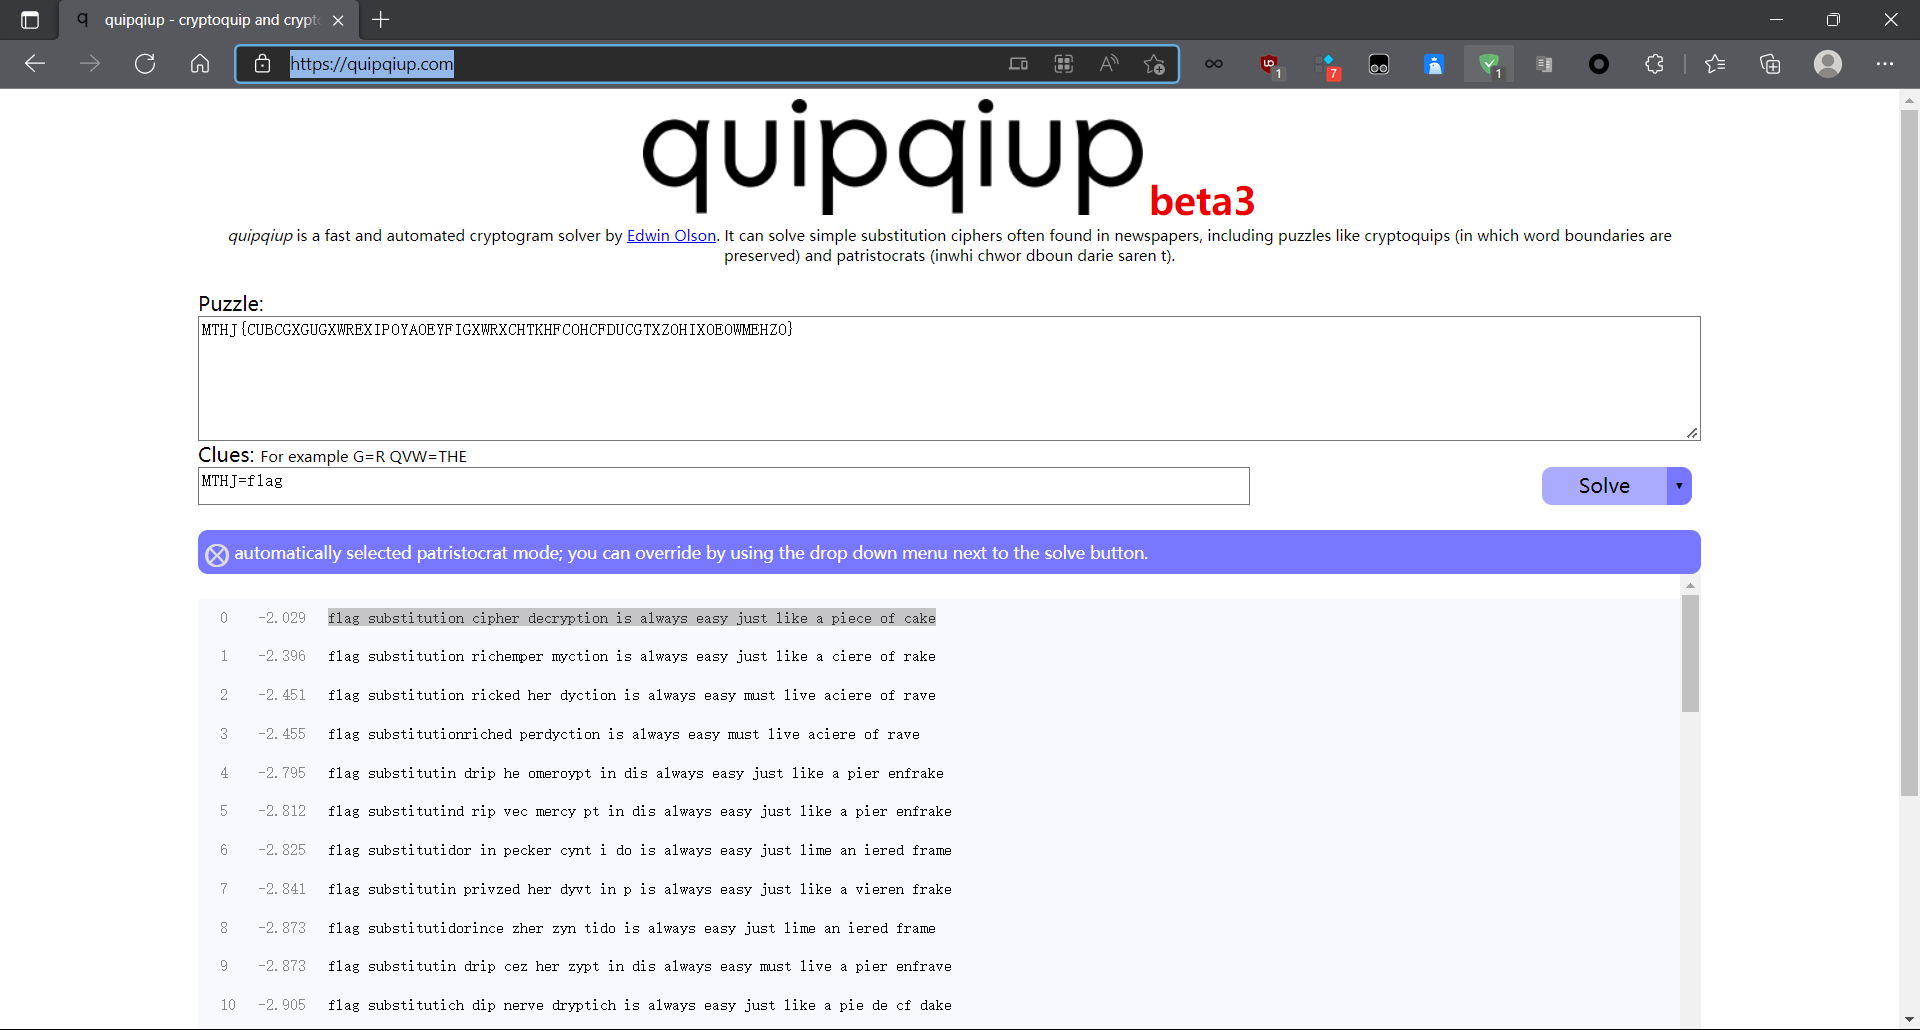 quipqiup - cryptoquip and crypt
https://quipqiup.com
1
7
1
quipqiup beta3
quipqiup is a fast and automated cryptogram solver by Edwin Olson. It can solve simple substitution ciphers often found in newspapers, including puzzles like cryptoquips (in which word boundaries are
preserved) and patristocrats (inwhi chwor dboun darie saren t).
Puzzle:
MTHJ{CUBCGXGUGXWREXIPOYAOEYFIGXWRXCHTKHFCOHCFDUCGTXZOHIXOEOWMEHZO}
Clues: For example G=R QVW=THE
MTHJ=flag
Solve
automatically selected patristocrat mode; you can override by using the drop down menu next to the solve button.
0 -2.029 flag substitution cipher decryption is always easy just like a piece of cake
1 -2.396 flag substitution richemper myction is always easy just like a ciere of rake
2 -2.451 flag substitution ricked her dyction is always easy must live aciere of rave
3 -2.455 flag substitutionriched perdyction is always easy must live aciere of rave
4 -2.795 flag substitutin drip he omeroypt in dis always easy just like a pier enfrake
5 -2.812 flag substitutind rip vec mercy pt in dis always easy just like a pier enfrake
6 -2.825 flag substitutidor in pecker cynt i do is always easy just lime an iered frame
7 -2.841 flag substitutin privzed her dyvt in p is always easy just like a vieren frake
8 -2.873 flag substitutidorince zher zyn tido is always easy just lime an iered frame
9 -2.873 flag substitutin drip cez her zypt in dis always easy must live a pier enfrave
10 -2.905 flag substitutich dip nerve dryptich is always easy just like a pie de cf dake